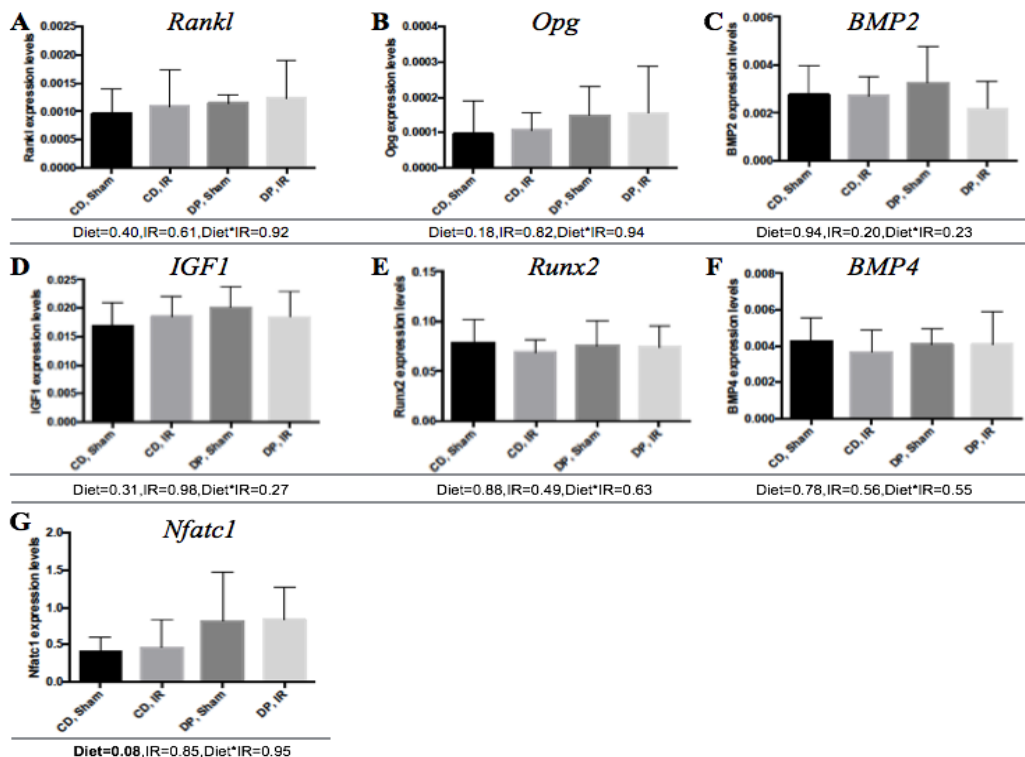 A Rankl
Rankl expression levels
0.0025
0.0020
0.0015
0.0010
0.0005
0.0000
CD, Sham
CD, IR
DP, Sham
DP, IR
Diet=0.40,IR=0.61,Diet*IR=0.92
B Opg
Opg expression levels
0.0004
0.0003
0.0002
0.0001
0.0000
CD, Sham
CD, IR
DP, Sham
DP, IR
Diet=0.18,IR=0.82,Diet*IR=0.94
C BMP2
BMP2 expression levels
0.006
0.004
0.002
0.000
CD, Sham
CD, IR
DP, Sham
DP, IR
Diet=0.94,IR=0.20,Diet*IR=0.23
D IGF1
IGF1 expression levels
0.025
0.020
0.015
0.010
0.005
0.000
CD, Sham
CD, IR
DP, Sham
DP, IR
Diet=0.31,IR=0.98,Diet*IR=0.27
E Runx2
Runx2 expression levels
0.15
0.10
0.05
0.00
CD, Sham
CD, IR
DP, Sham
DP, IR
Diet=0.88,IR=0.49,Diet*IR=0.63
F BMP4
BMP4 expression levels
0.008
0.006
0.004
0.002
0.000
CD, Sham
CD, IR
DP, Sham
DP, IR
Diet=0.78,IR=0.56,Diet*IR=0.55
G Nfatc1
Nfatc1 expression levels
2.0
1.5
1.0
0.5
0.0
CD, Sham
CD, IR
DP, Sham
DP, IR
Diet=0.08,IR=0.85,Diet*IR=0.95